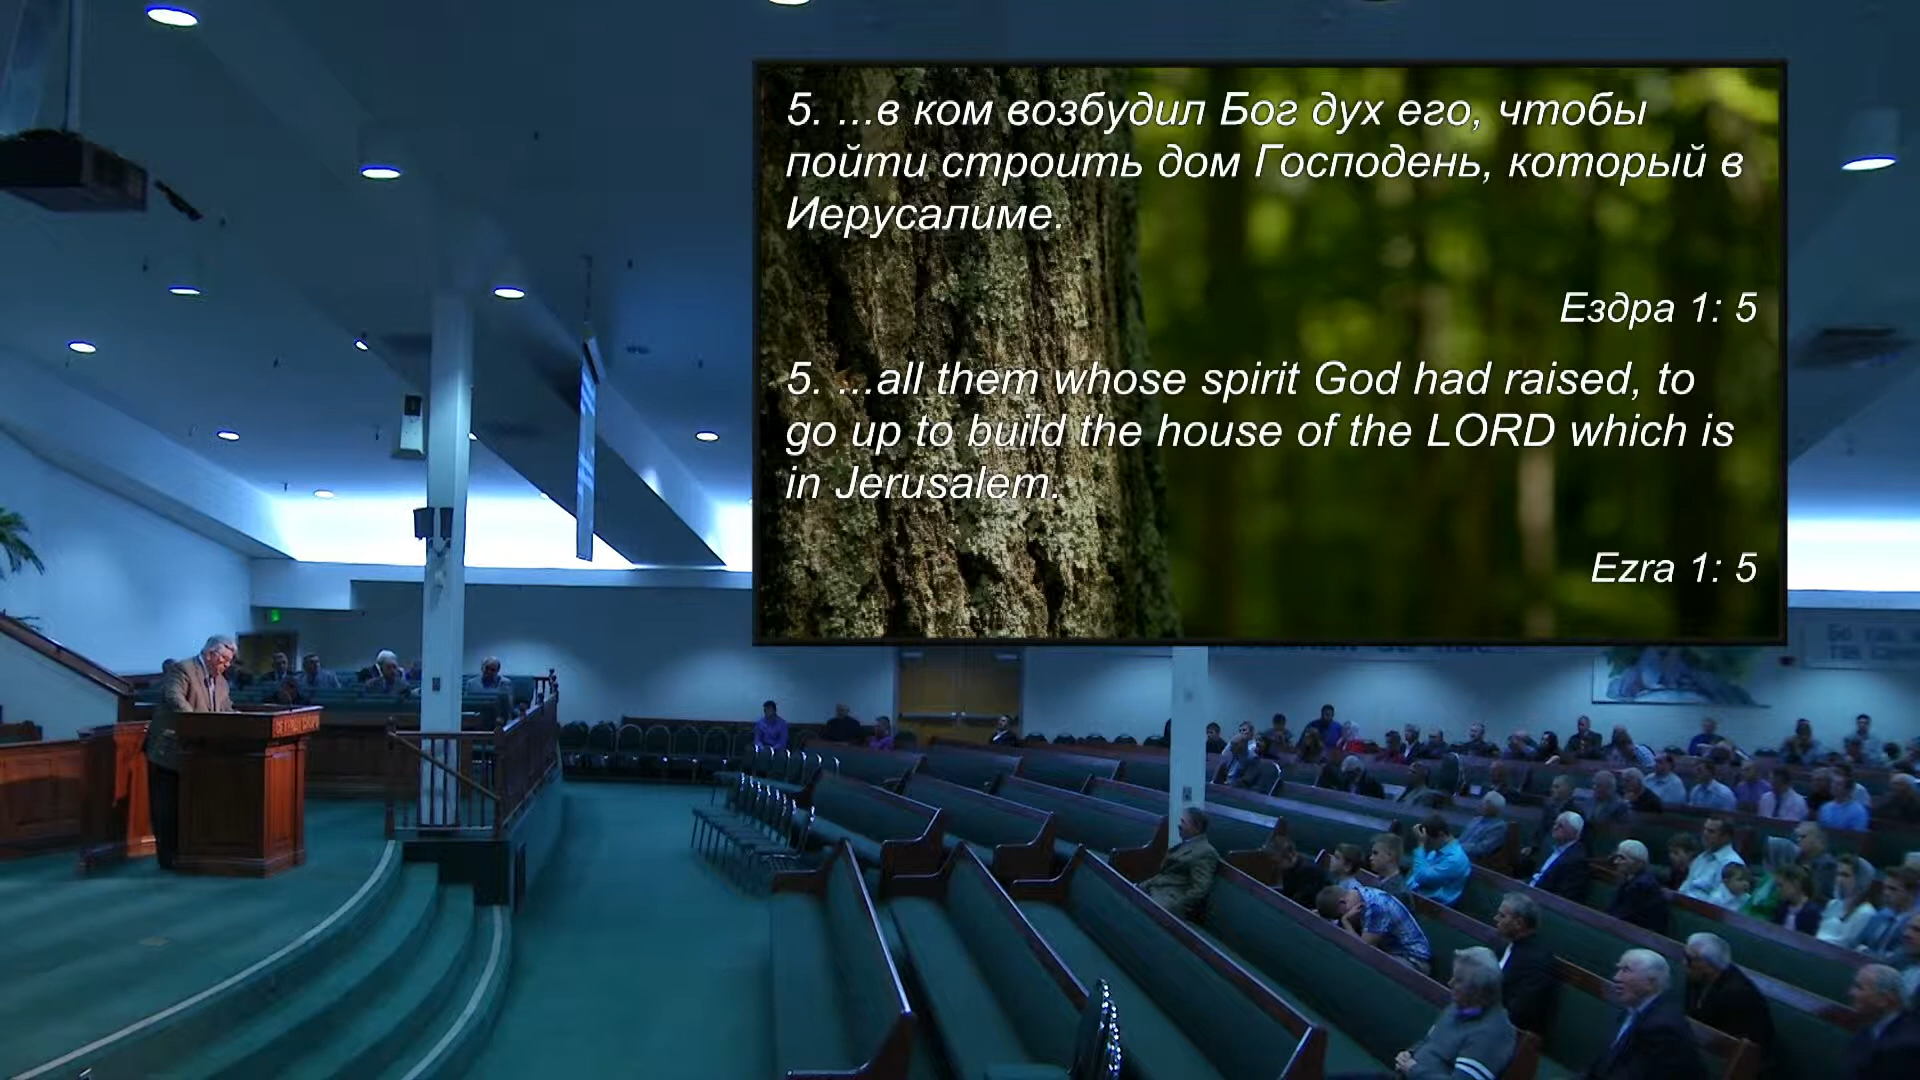 5. ...в ком возбудил Бог дух его, чтобы
пойти строить дом Господень, который в
Иерусалиме.
Ездра 1: 5
5. ...all them whose spirit God had raised, to
go up to build the house of the LORD which is
in Jerusalem.
Ezra 1: 5